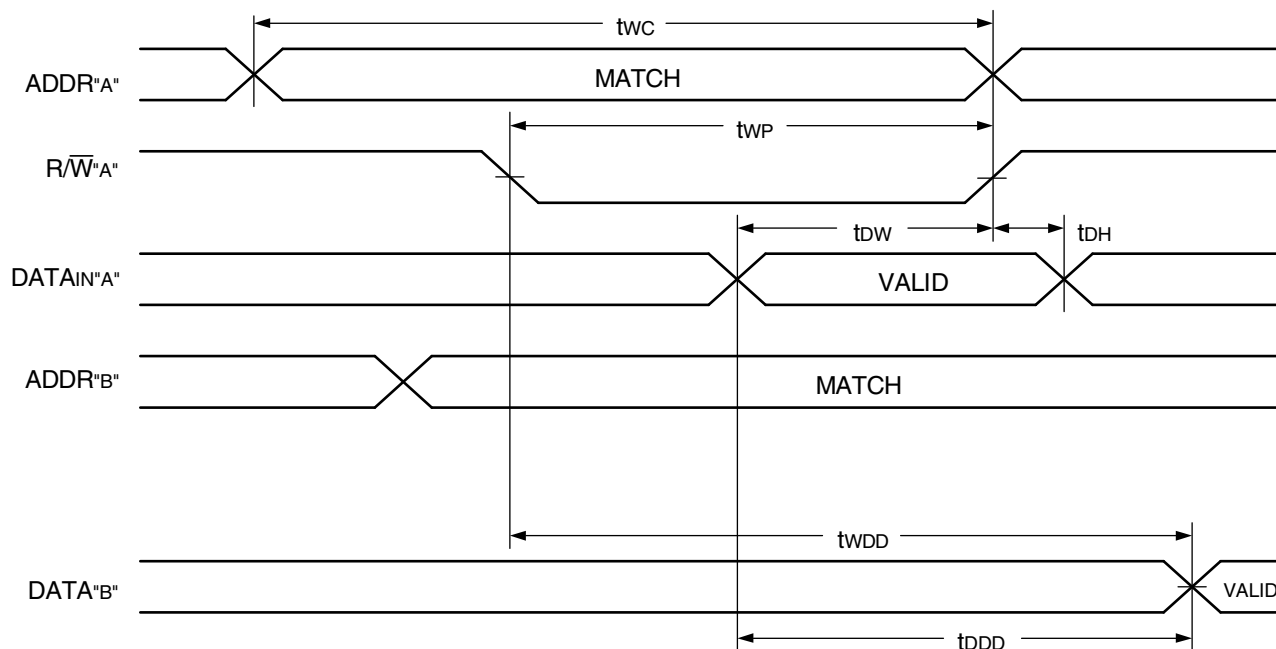 tWC
ADDR"A"
MATCH
tWP
R/W̅"A"
tDW
tDH
DATAIN"A"
VALID
ADDR"B"
MATCH
tWDD
DATA"B"
VALID
tDDD